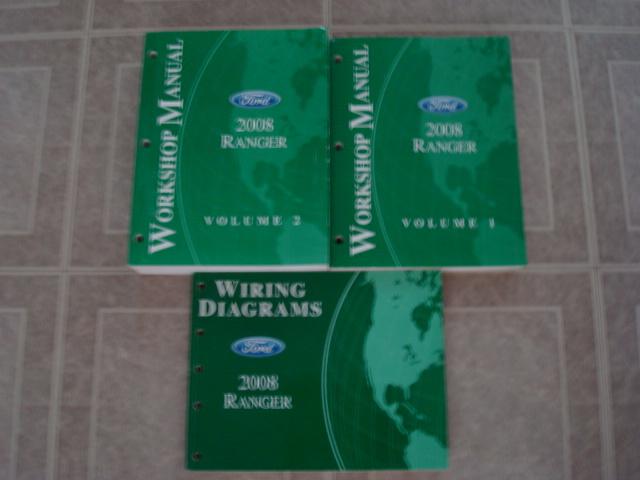 WORKSHOP MANUAL
Ford
2008
RANGER
VOLUME 2
WORKSHOP MANUAL
Ford
2008
RANGER
VOLUME 1
WIRING
DIAGRAMS
Ford
2008
RANGER